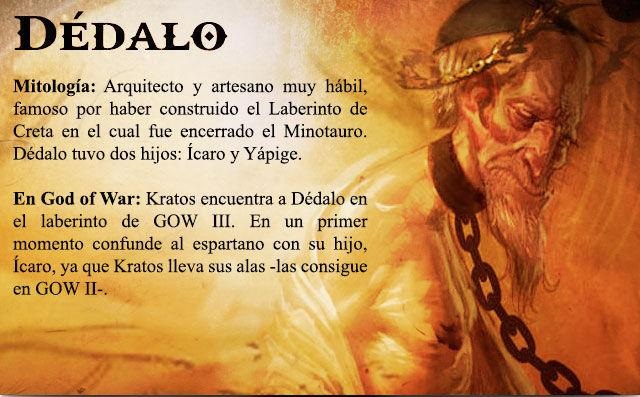 DÉDALO
Mitología: Arquitecto y artesano muy hábil,
famoso por haber construido el Laberinto de
Creta en el cual fue encerrado el Minotauro.
Dédalo tuvo dos hijos: Ícaro y Yápige.
En God of War: Kratos encuentra a Dédalo en
el laberinto de GOW III. En un primer
momento confunde al espartano con su hijo,
Ícaro, ya que Kratos lleva sus alas -las consigue
en GOW II-.